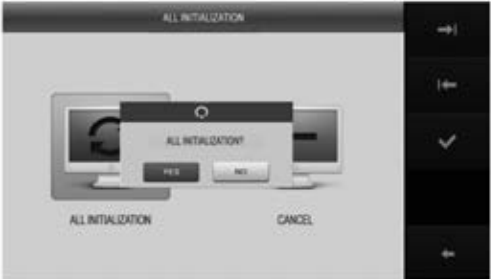 ALL INITIALIZATION
ALL INITIALIZATION?
YES
NO
ALL INITIALIZATION
CANCEL